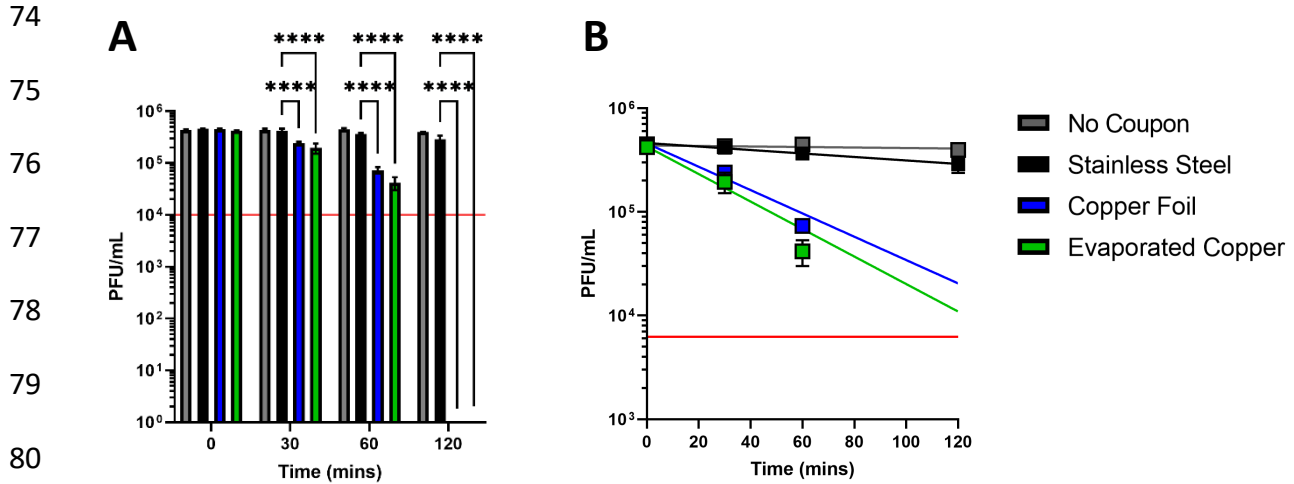 74
75
76
77
78
79
80
A
**** **** ****
**** **** ****
PFU/mL
10⁶
10⁵
10⁴
10³
10²
10¹
10⁰
0 30 60 120
Time (mins)
B
PFU/mL
10⁶
10⁵
10⁴
10³
0 20 40 60 80 100 120
Time (mins)
No Coupon
Stainless Steel
Copper Foil
Evaporated Copper